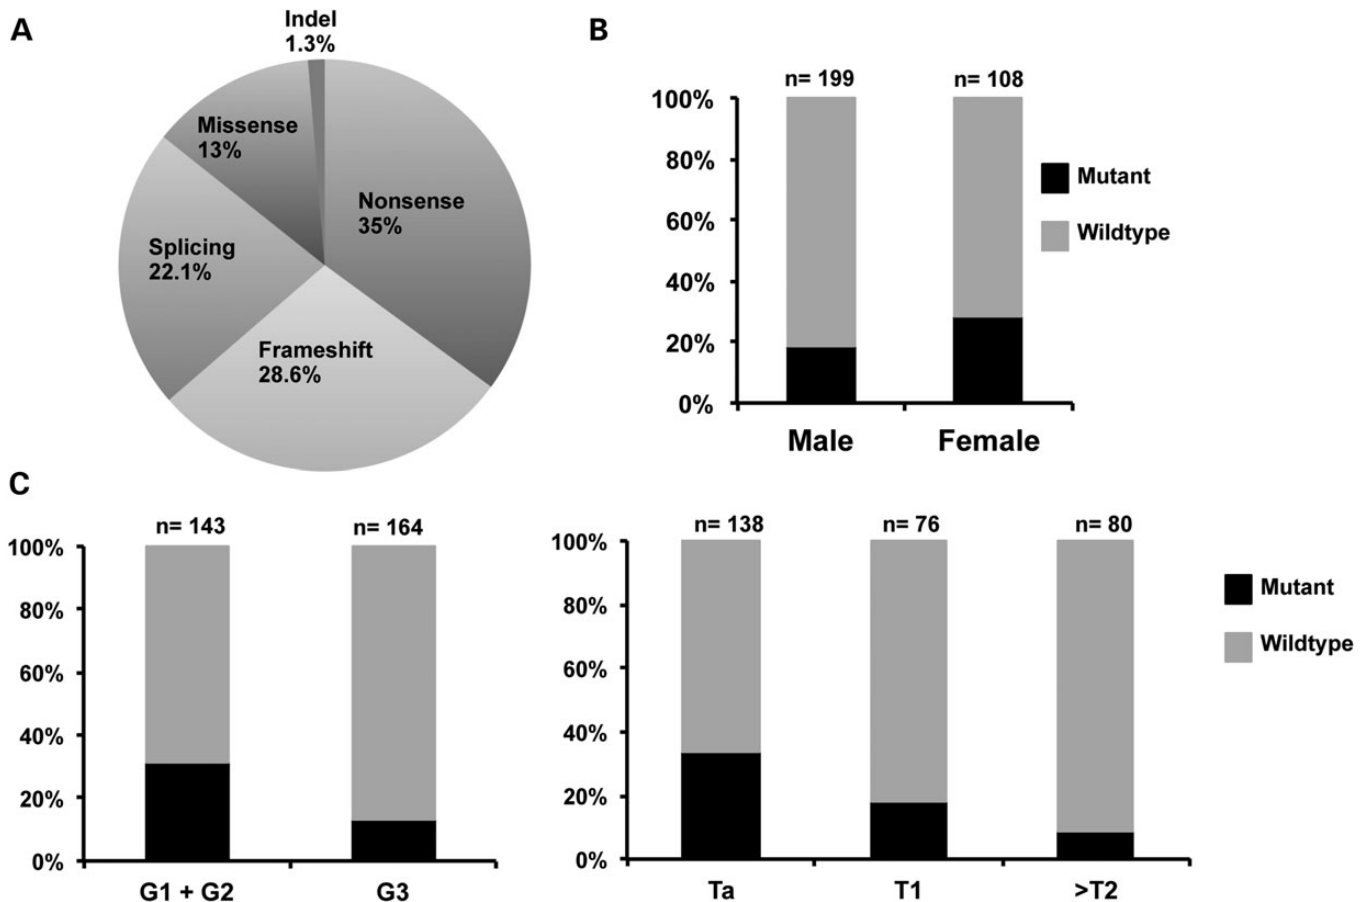 A
Indel
1.3%
Missense
13%
Nonsense
35%
Splicing
22.1%
Frameshift
28.6%
B
n= 199
n= 108
100%
80%
60%
40%
20%
0%
Male
Female
Mutant
Wildtype
C
n= 143
n= 164
100%
80%
60%
40%
20%
0%
G1 + G2
G3
n= 138
n= 76
n= 80
100%
80%
60%
40%
20%
0%
Ta
T1
>T2
Mutant
Wildtype